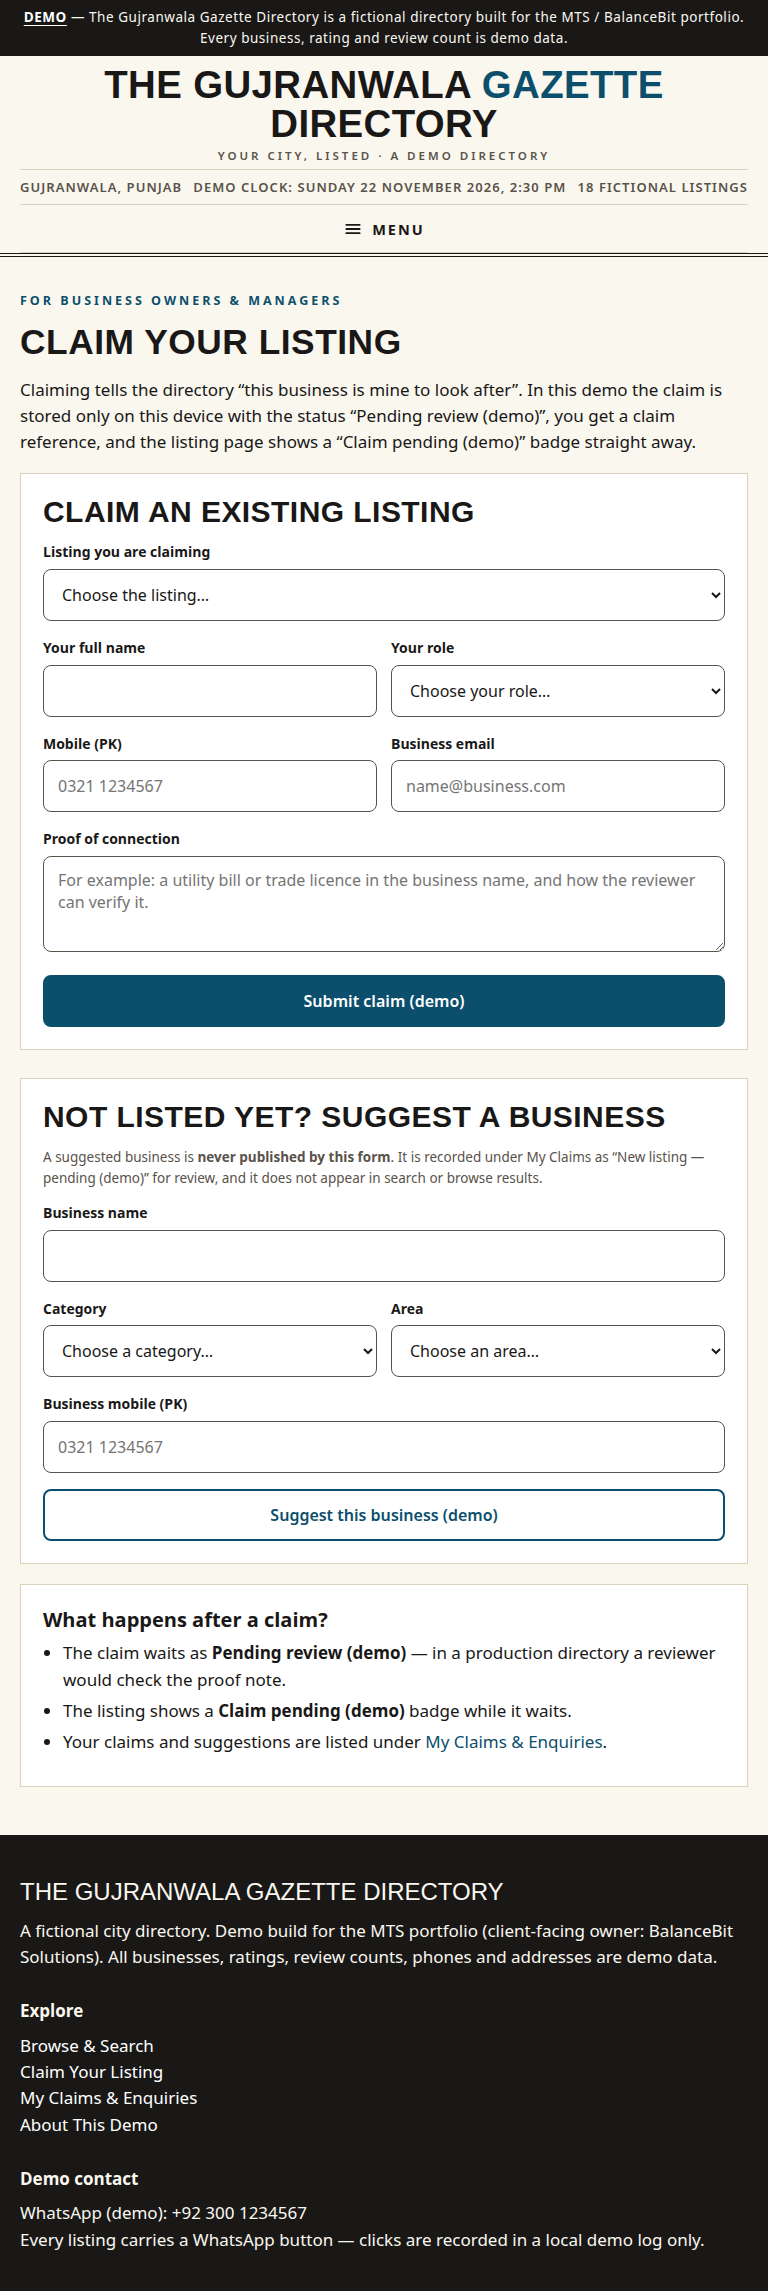 DEMO — The Gujranwala Gazette Directory is a fictional directory built for the MTS / BalanceBit portfolio.
Every business, rating and review count is demo data.
THE GUJRANWALA GAZETTE
DIRECTORY
YOUR CITY, LISTED · A DEMO DIRECTORY
GUJRANWALA, PUNJAB DEMO CLOCK: SUNDAY 22 NOVEMBER 2026, 2:30 PM 18 FICTIONAL LISTINGS
MENU
FOR BUSINESS OWNERS & MANAGERS
CLAIM YOUR LISTING
Claiming tells the directory “this business is mine to look after”. In this demo the claim is
stored only on this device with the status “Pending review (demo)”, you get a claim
reference, and the listing page shows a “Claim pending (demo)” badge straight away.
CLAIM AN EXISTING LISTING
Listing you are claiming
Choose the listing...
Your full name Your role
Choose your role...
Mobile (PK) Business email
0321 1234567 name@business.com
Proof of connection
For example: a utility bill or trade licence in the business name, and how the reviewer
can verify it.
Submit claim (demo)
NOT LISTED YET? SUGGEST A BUSINESS
A suggested business is never published by this form. It is recorded under My Claims as “New listing —
pending (demo)” for review, and it does not appear in search or browse results.
Business name
Category Area
Choose a category... Choose an area...
Business mobile (PK)
0321 1234567
Suggest this business (demo)
What happens after a claim?
• The claim waits as Pending review (demo) — in a production directory a reviewer
would check the proof note.
• The listing shows a Claim pending (demo) badge while it waits.
• Your claims and suggestions are listed under My Claims & Enquiries.
THE GUJRANWALA GAZETTE DIRECTORY
A fictional city directory. Demo build for the MTS portfolio (client-facing owner: BalanceBit
Solutions). All businesses, ratings, review counts, phones and addresses are demo data.
Explore
Browse & Search
Claim Your Listing
My Claims & Enquiries
About This Demo
Demo contact
WhatsApp (demo): +92 300 1234567
Every listing carries a WhatsApp button — clicks are recorded in a local demo log only.